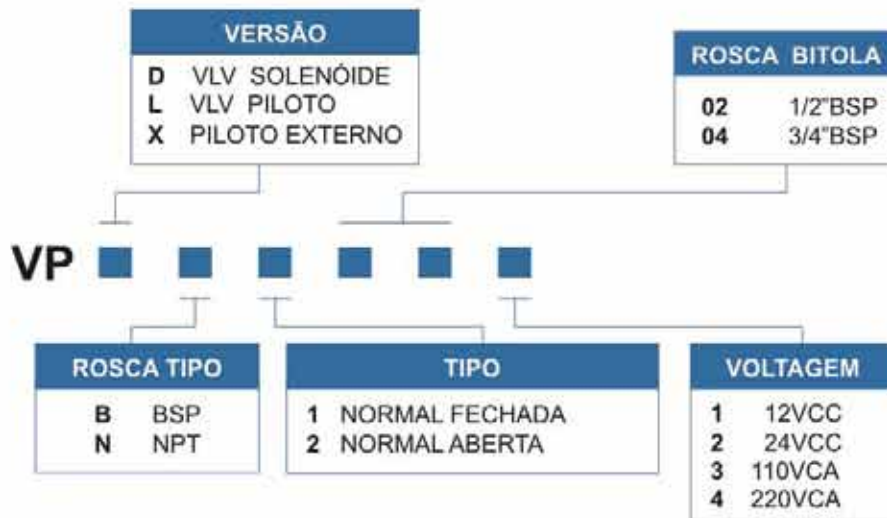 VERSÃO
D VLV SOLENÓIDE
L VLV PILOTO
X PILOTO EXTERNO
ROSCA BITOLA
02 1/2"BSP
04 3/4"BSP
VP
ROSCA TIPO
B BSP
N NPT
TIPO
1 NORMAL FECHADA
2 NORMAL ABERTA
VOLTAGEM
1 12VCC
2 24VCC
3 110VCA
4 220VCA